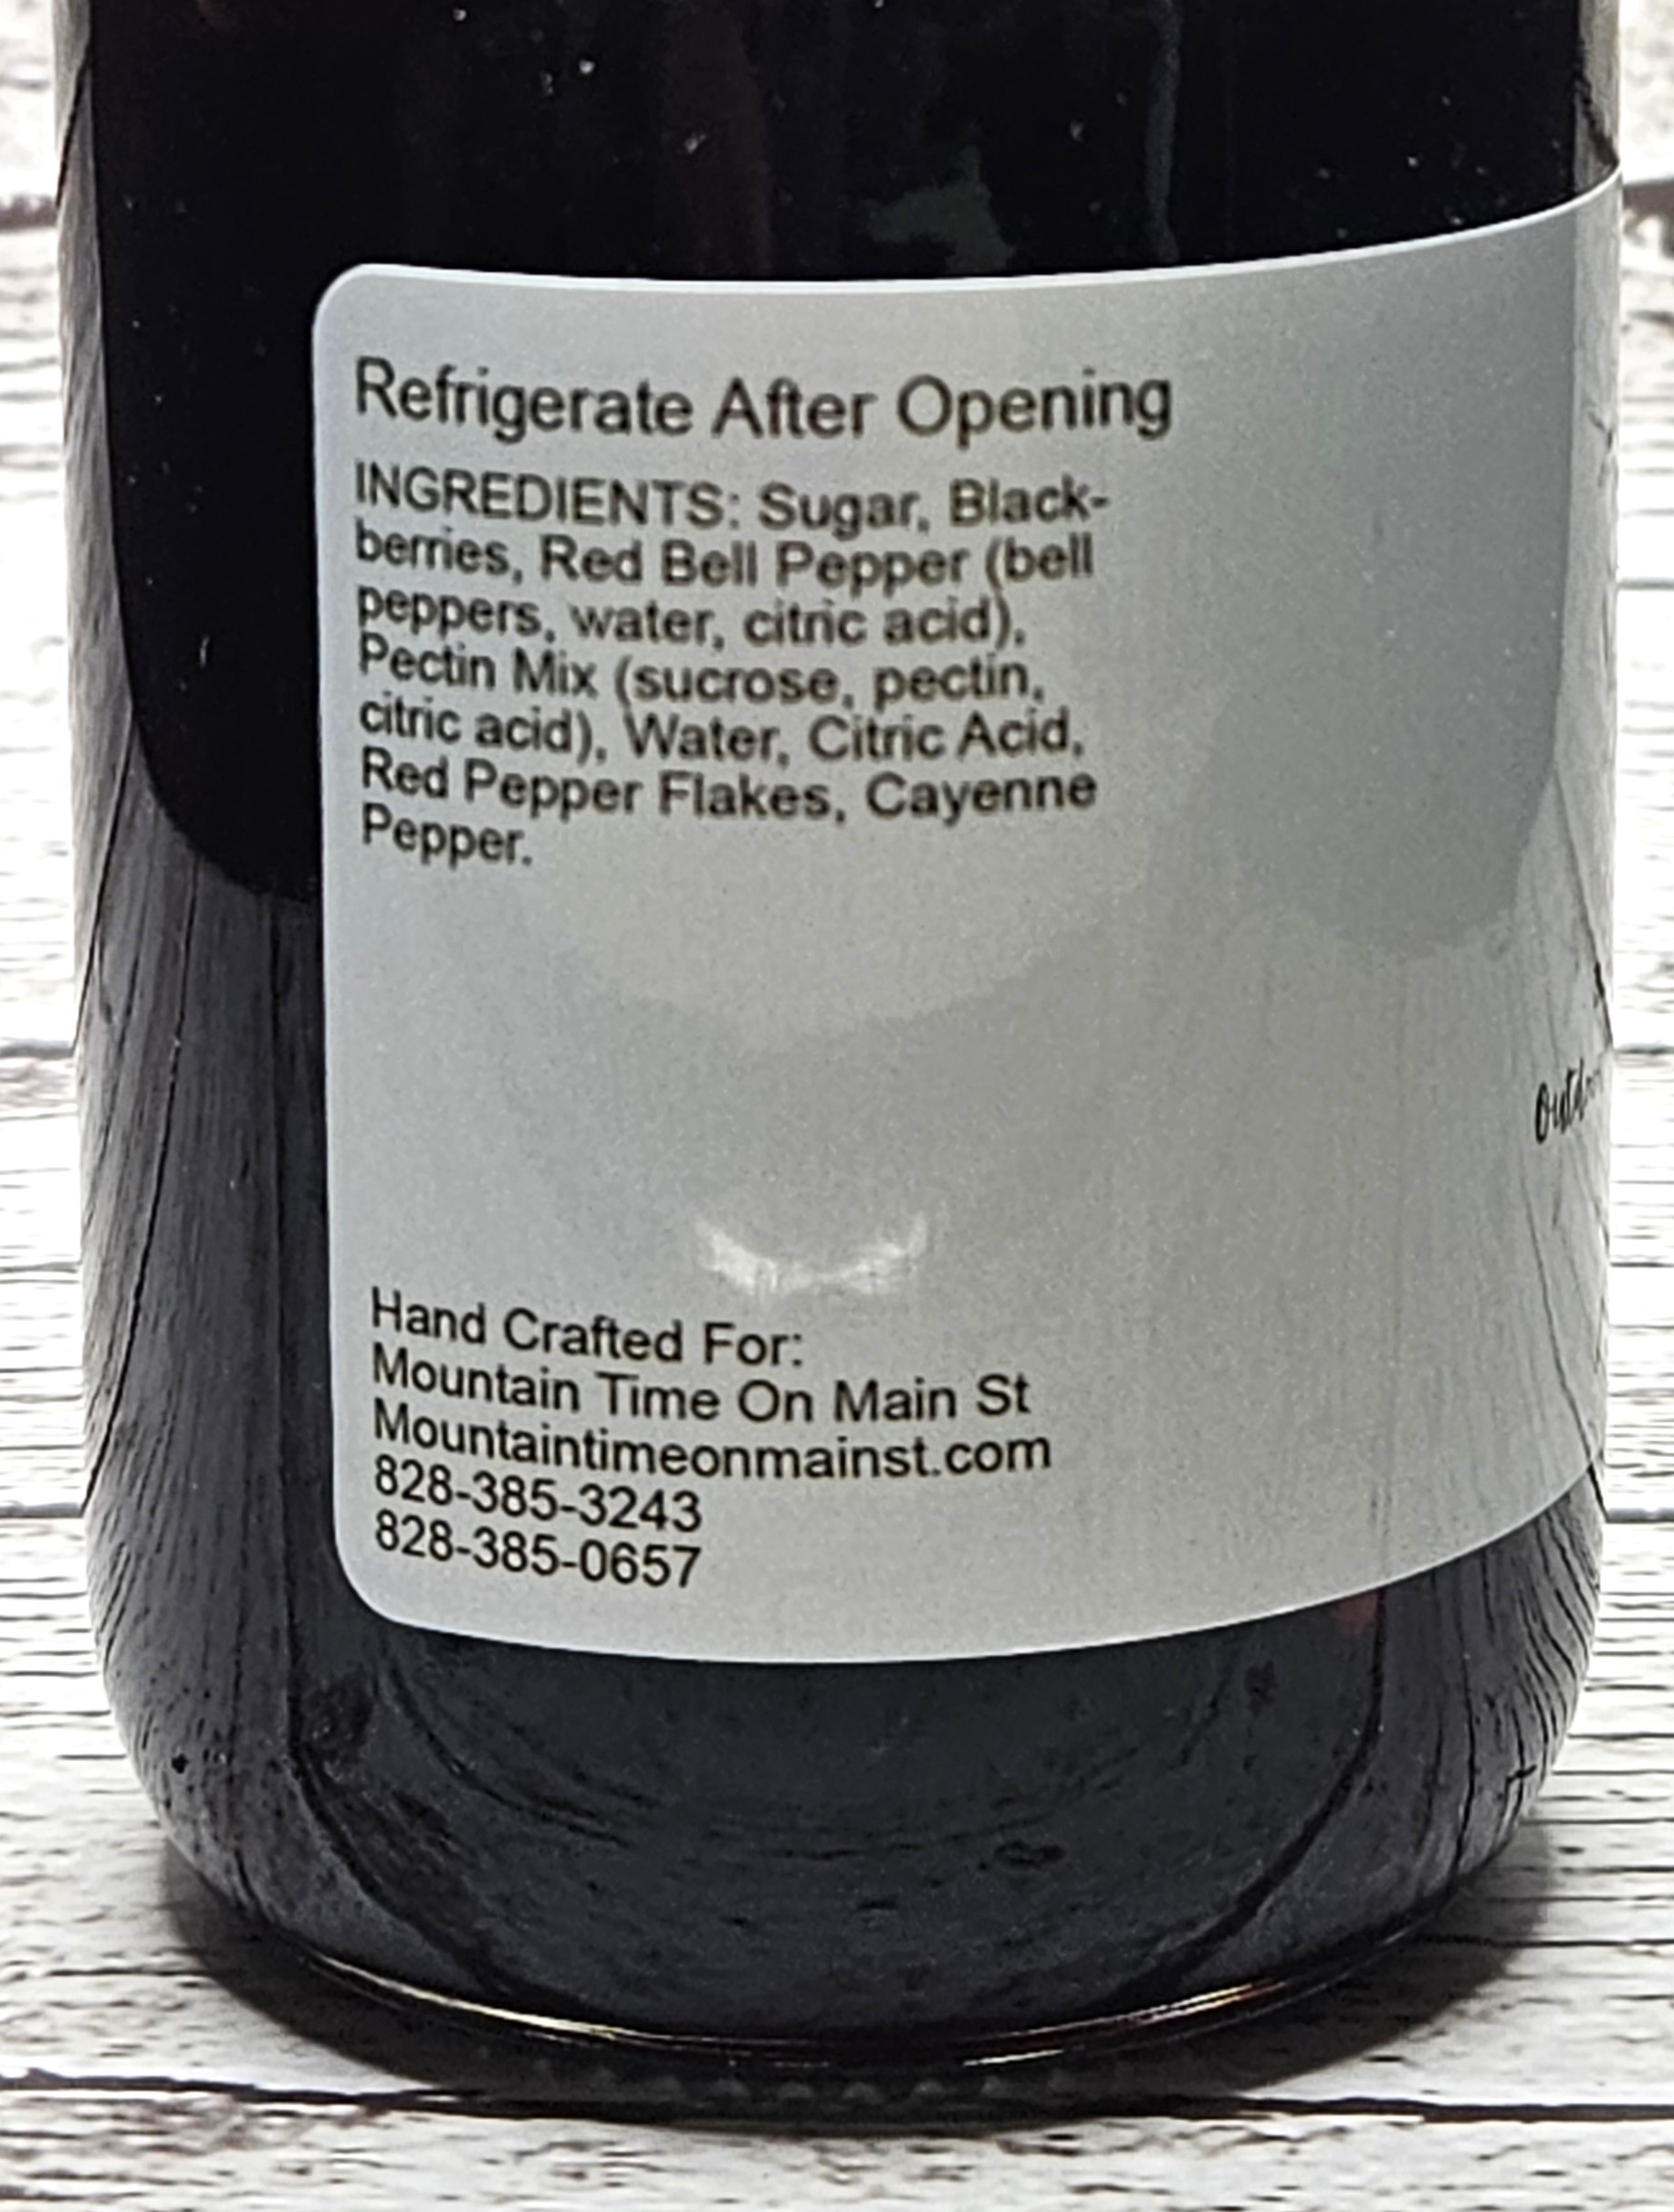 Refrigerate After Opening
INGREDIENTS: Sugar, Black-
berries, Red Bell Pepper (bell
peppers, water, citric acid),
Pectin Mix (sucrose, pectin,
citric acid), Water, Citric Acid,
Red Pepper Flakes, Cayenne
Pepper.
Hand Crafted For:
Mountain Time On Main St
Mountaintimeonmainst.com
828-385-3243
828-385-0657